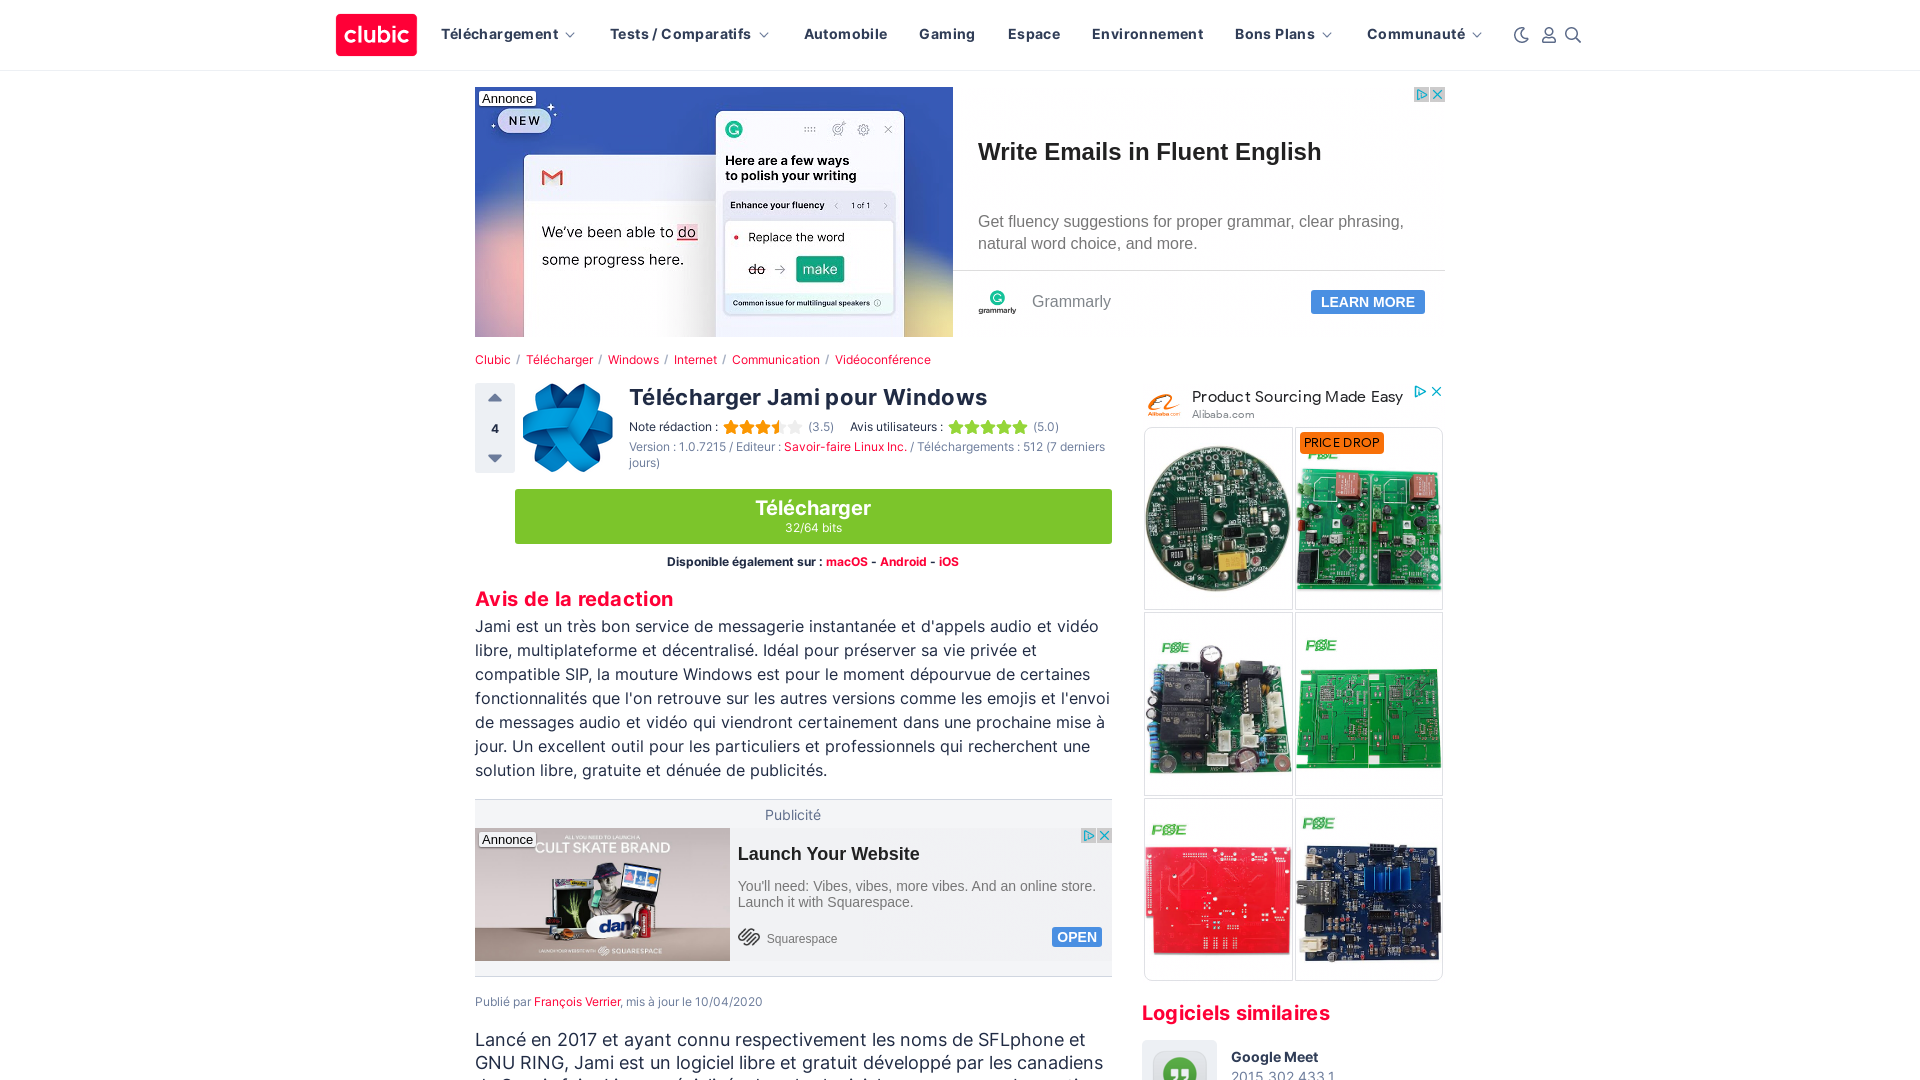 clubic
Téléchargement
Tests / Comparatifs
Automobile
Gaming
Espace
Environnement
Bons Plans
Communauté
Annonce
NEW
We've been able to do
some progress here.
Here are a few ways
to polish your writing
Enhance your fluency
1 of 1
Replace the word
do → make
Common issue for multilingual speakers
Write Emails in Fluent English
Get fluency suggestions for proper grammar, clear phrasing,
natural word choice, and more.
grammarly
Grammarly
LEARN MORE
Clubic / Télécharger / Windows / Internet / Communication / Vidéoconférence
4
Télécharger Jami pour Windows
Note rédaction : (3.5) Avis utilisateurs : (5.0)
Version : 1.0.7215 / Editeur : Savoir-faire Linux Inc. / Téléchargements : 512 (7 derniers
jours)
Télécharger
32/64 bits
Disponible également sur : macOS - Android - iOS
Avis de la redaction
Jami est un très bon service de messagerie instantanée et d'appels audio et vidéo
libre, multiplateforme et décentralisé. Idéal pour préserver sa vie privée et
compatible SIP, la mouture Windows est pour le moment dépourvue de certaines
fonctionnalités que l'on retrouve sur les autres versions comme les emojis et l'envoi
de messages audio et vidéo qui viendront certainement dans une prochaine mise à
jour. Un excellent outil pour les particuliers et professionnels qui recherchent une
solution libre, gratuite et dénuée de publicités.
Publicité
Annonce
ALL YOU NEED TO LAUNCH A
CULT SKATE BRAND
dan
LAUNCH YOUR WEBSITE WITH SQUARESPACE
Launch Your Website
You'll need: Vibes, vibes, more vibes. And an online store.
Launch it with Squarespace.
Squarespace
OPEN
Publié par François Verrier, mis à jour le 10/04/2020
Lancé en 2017 et ayant connu respectivement les noms de SFLphone et
GNU RING, Jami est un logiciel libre et gratuit développé par les canadiens
Product Sourcing Made Easy
Alibaba.com
Alibaba.com
PRICE DROP
Logiciels similaires
Google Meet
2015.302.433.1